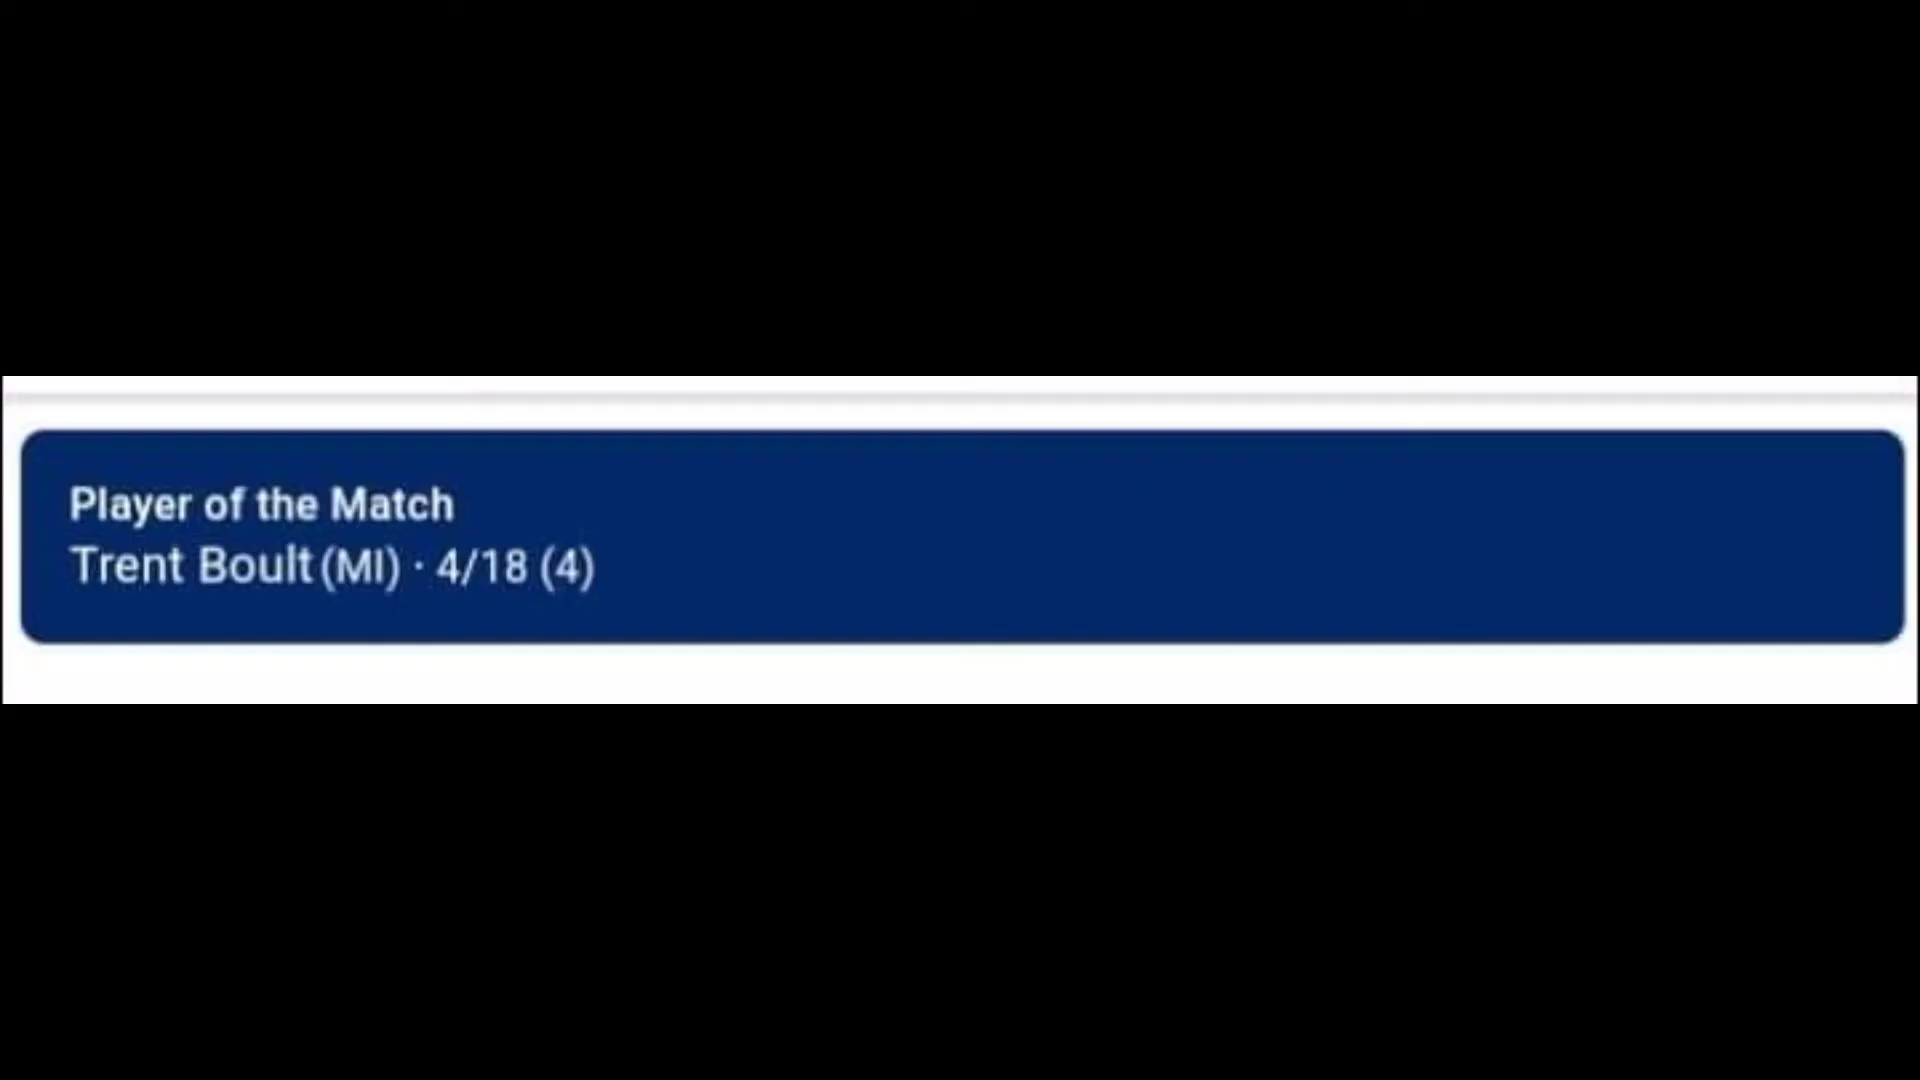 Player of the Match
Trent Boult (MI) · 4/18 (4)